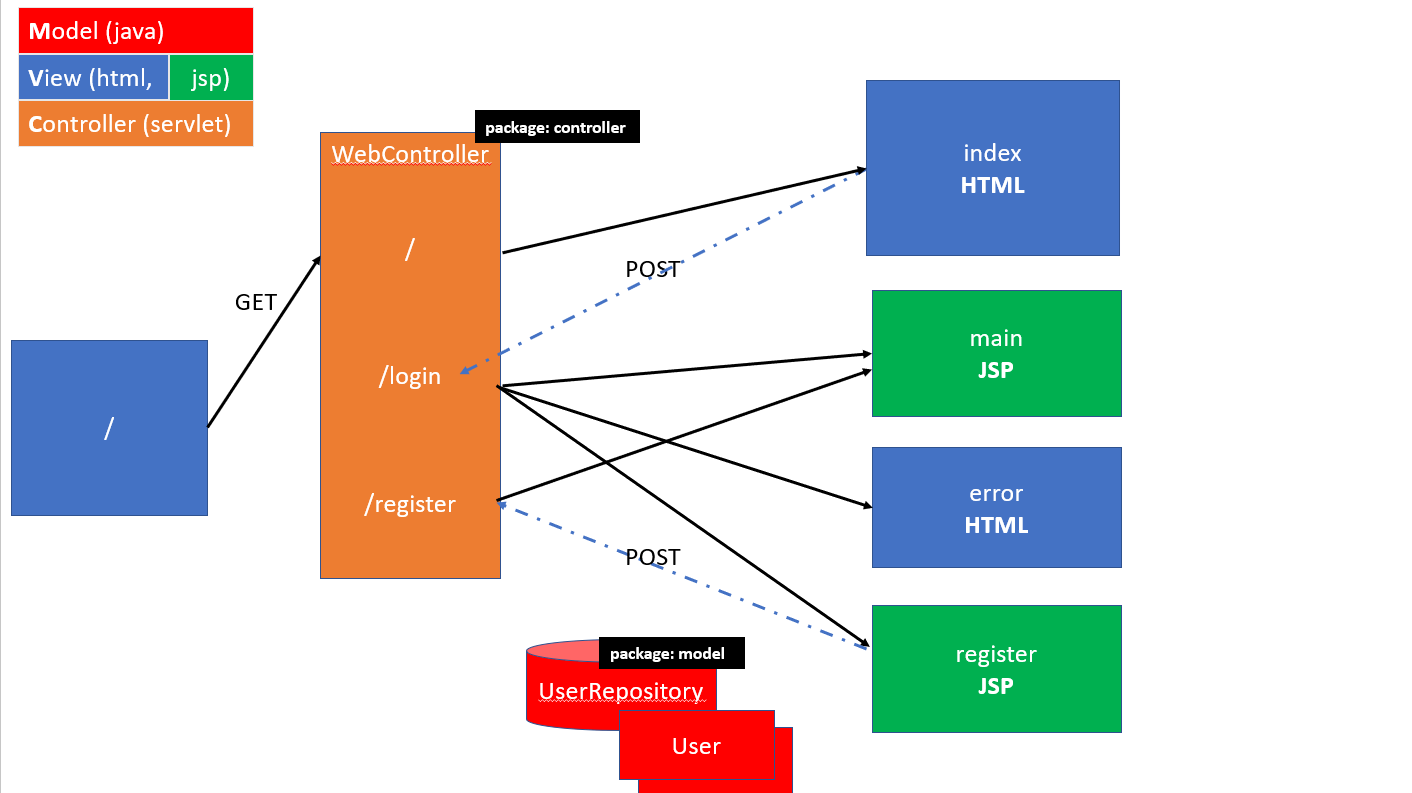 Model (java)
View (html, jsp)
Controller (servlet)
package: controller
WebController
/
/login
/register
GET
/
POST
POST
index
HTML
main
JSP
error
HTML
register
JSP
package: model
UserRepository
User